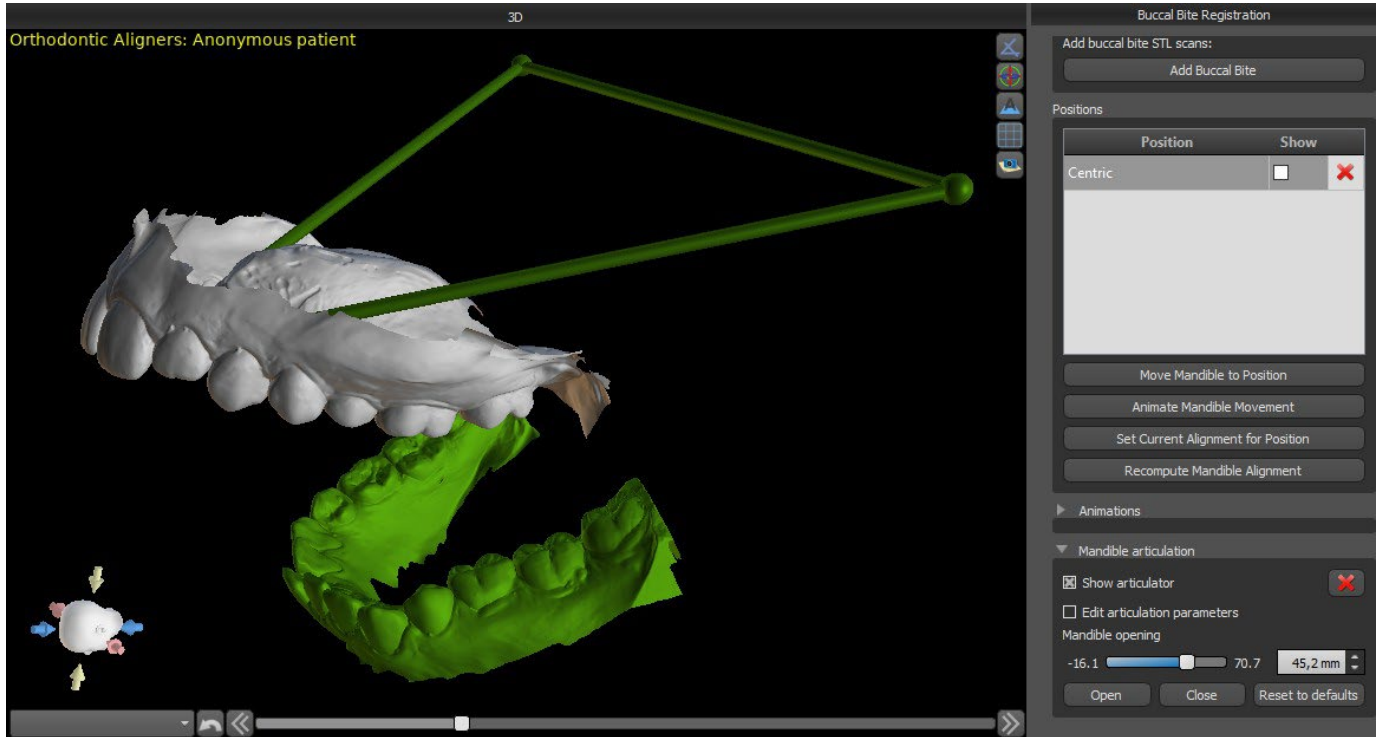 3D
Buccal Bite Registration
Orthodontic Aligners: Anonymous patient
Add buccal bite STL scans:
Add Buccal Bite
Positions
Position Show
Centric
Move Mandible to Position
Animate Mandible Movement
Set Current Alignment for Position
Recompute Mandible Alignment
Animations
Mandible articulation
Show articulator
Edit articulation parameters
Mandible opening
-16.1 70.7 45,2 mm
Open Close Reset to defaults